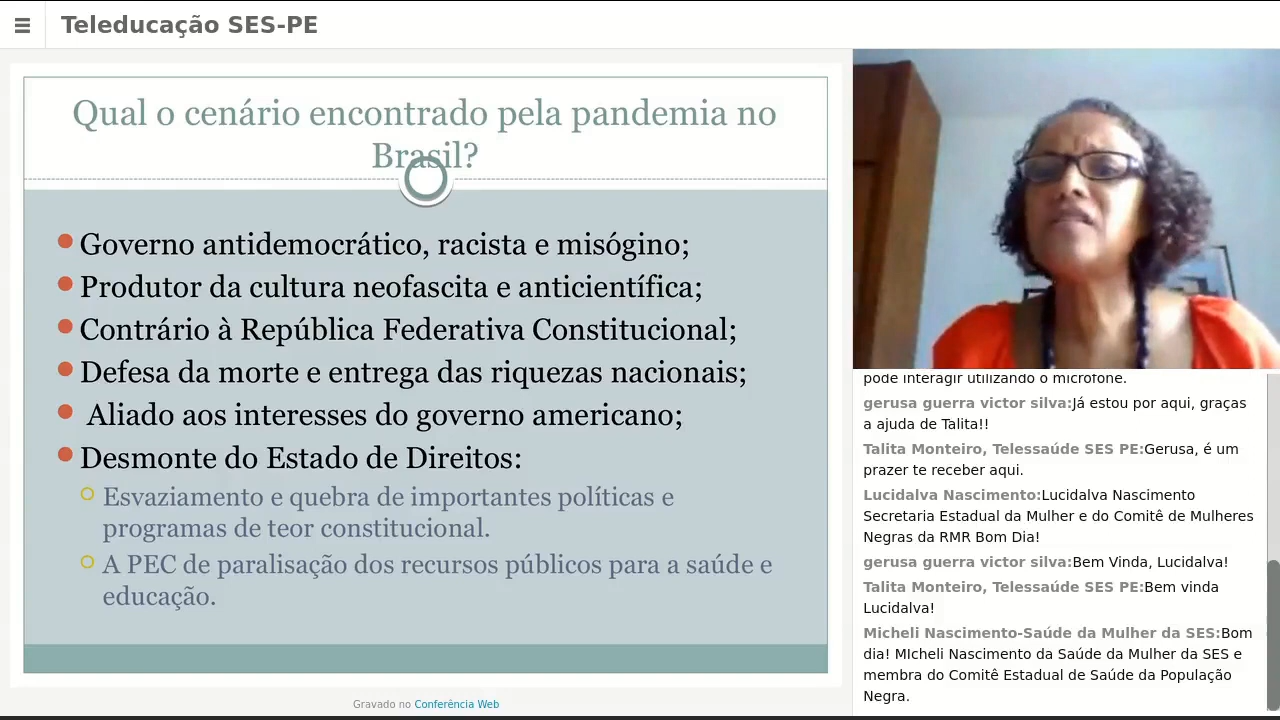 Teleducação SES-PE
Qual o cenário encontrado pela pandemia no
Brasil?
Governo antidemocrático, racista e misógino;
Produtor da cultura neofascita e anticientífica;
Contrário à República Federativa Constitucional;
Defesa da morte e entrega das riquezas nacionais;
Aliado aos interesses do governo americano;
Desmonte do Estado de Direitos:
Esvaziamento e quebra de importantes políticas e
programas de teor constitucional.
A PEC de paralisação dos recursos públicos para a saúde e
educação.
Gravado no Conferência Web
pode interagir utilizando o microfone.
gerusa guerra victor silva:Já estou por aqui, graças
a ajuda de Talita!!
Talita Monteiro, Telessaúde SES PE:Gerusa, é um
prazer te receber aqui.
Lucidalva Nascimento:Lucidalva Nascimento
Secretaria Estadual da Mulher e do Comitê de Mulheres
Negras da RMR Bom Dia!
gerusa guerra victor silva:Bem Vinda, Lucidalva!
Talita Monteiro, Telessaúde SES PE:Bem vinda
Lucidalva!
Micheli Nascimento-Saúde da Mulher da SES:Bom
dia! MIcheli Nascimento da Saúde da Mulher da SES e
membra do Comitê Estadual de Saúde da População
Negra.